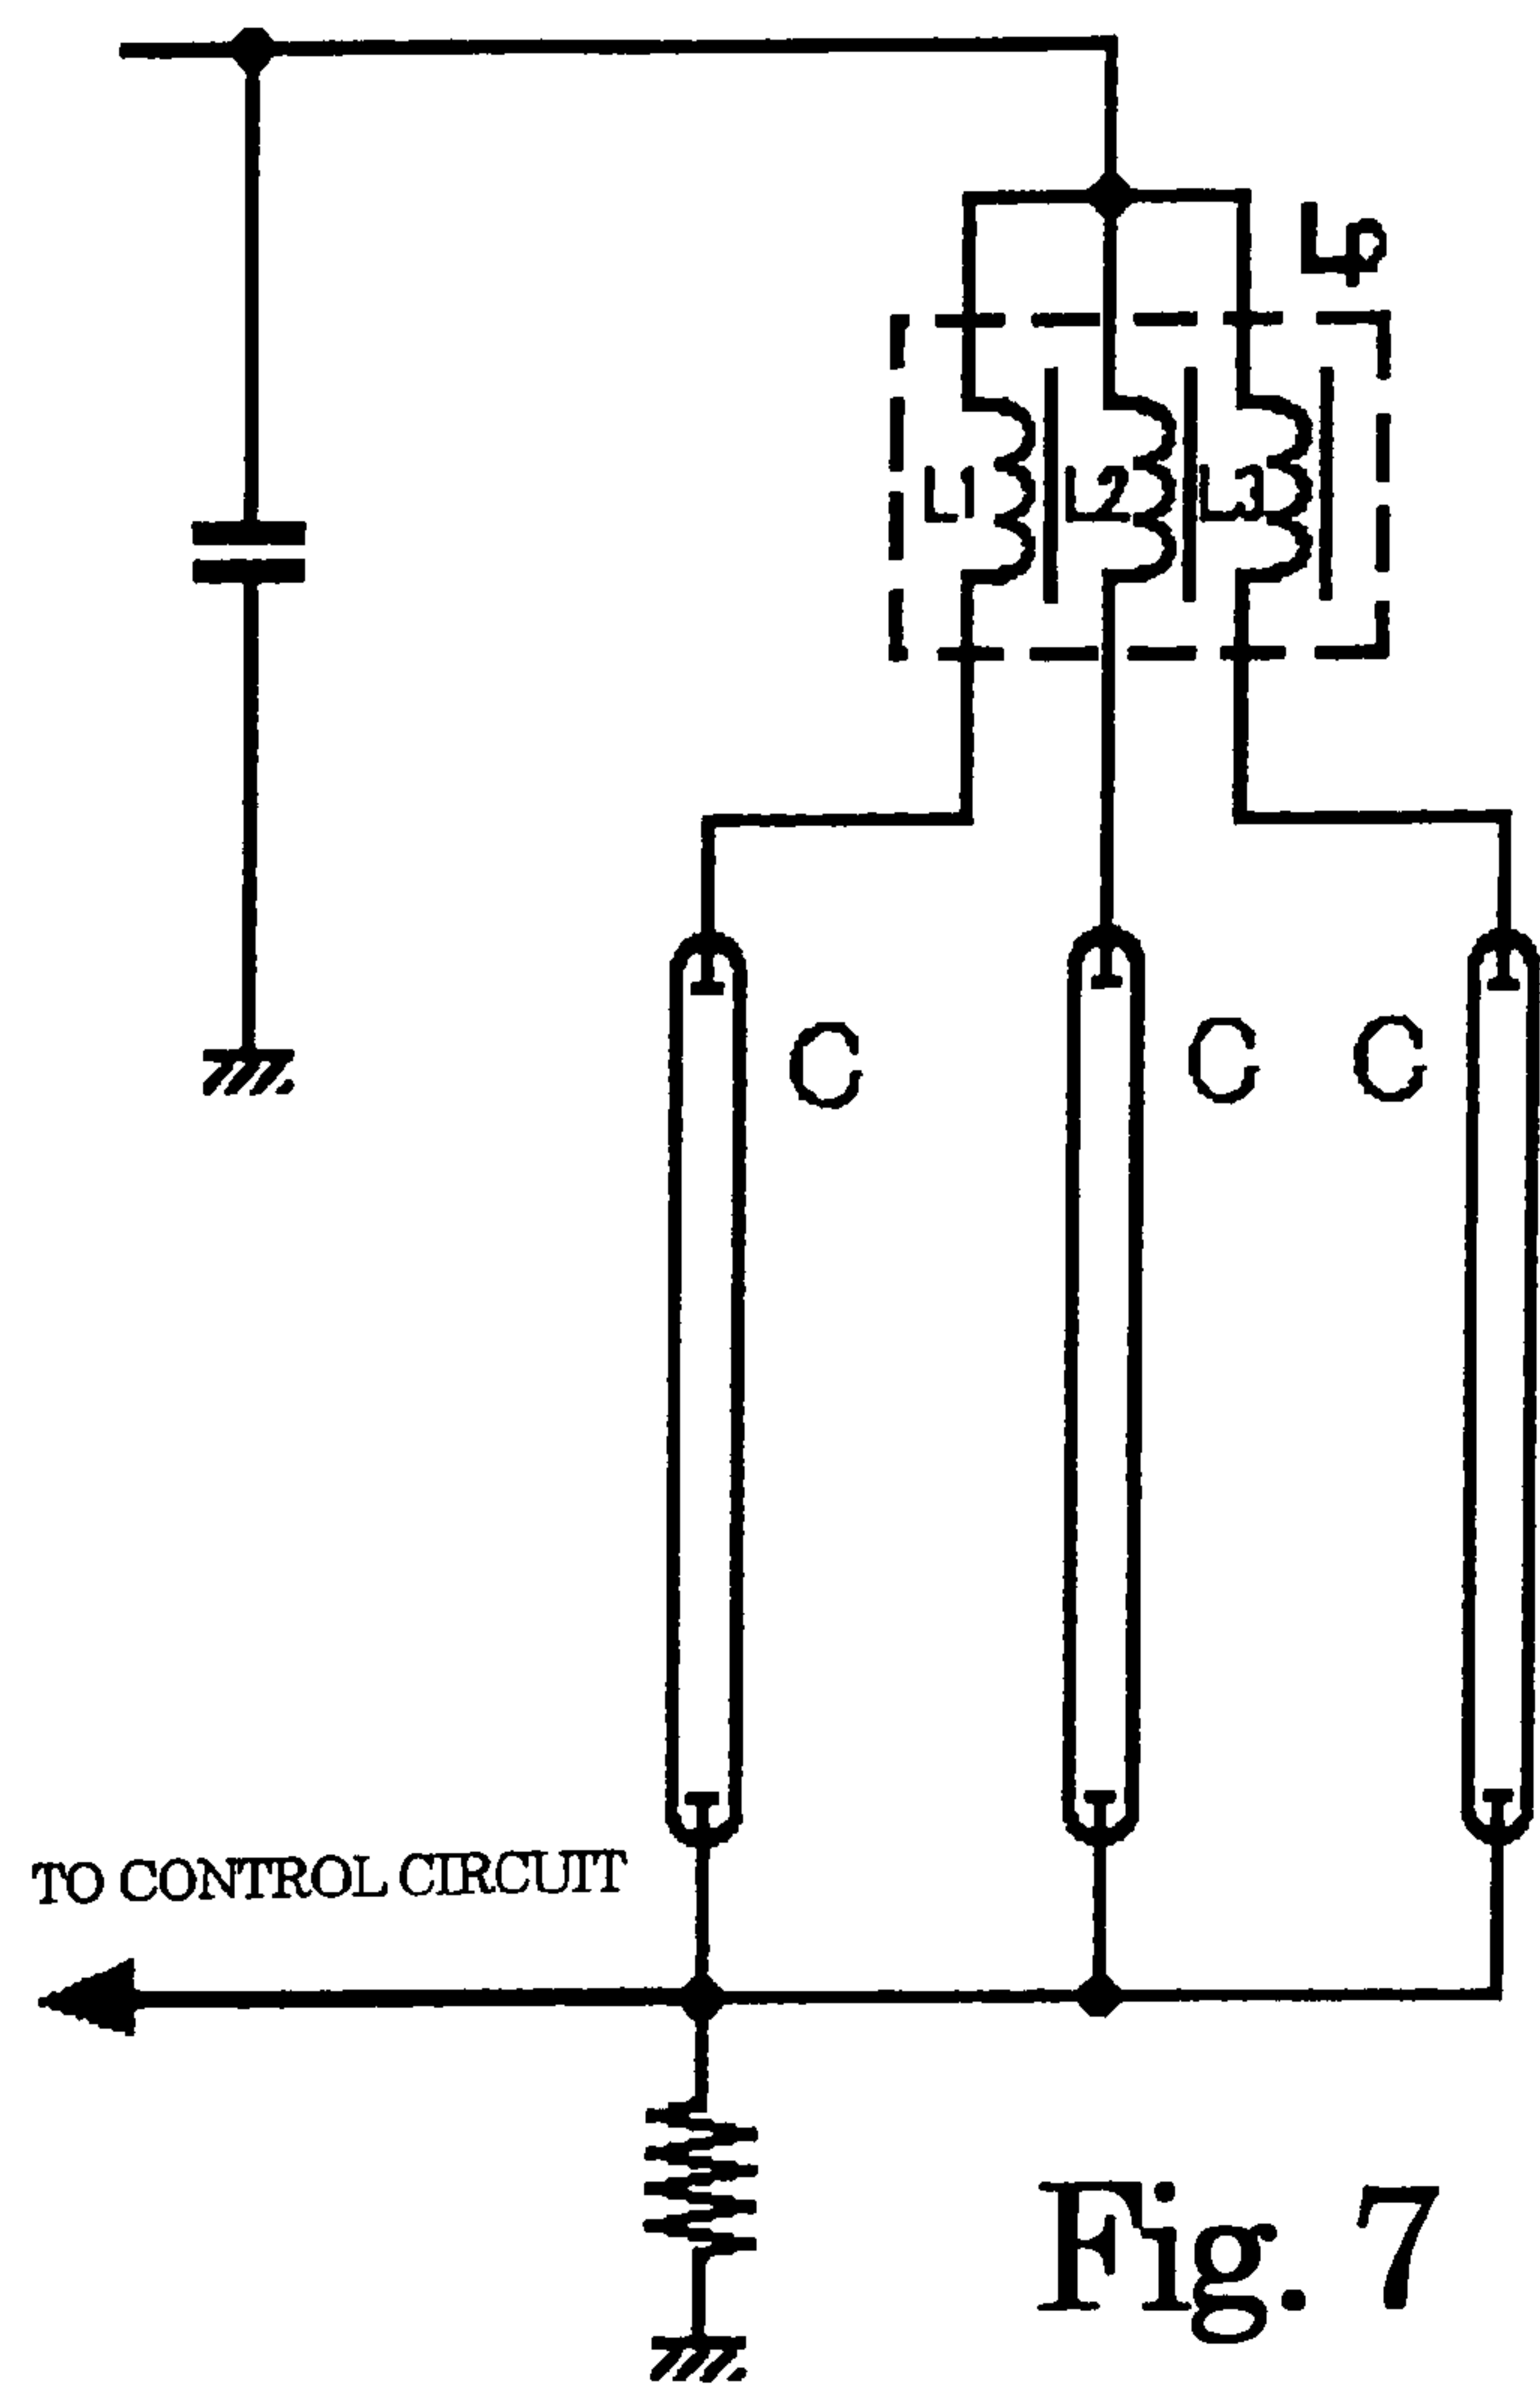 Lp
L1 L2 L3
C C C
TO CONTROL CIRCUIT
Fig. 7